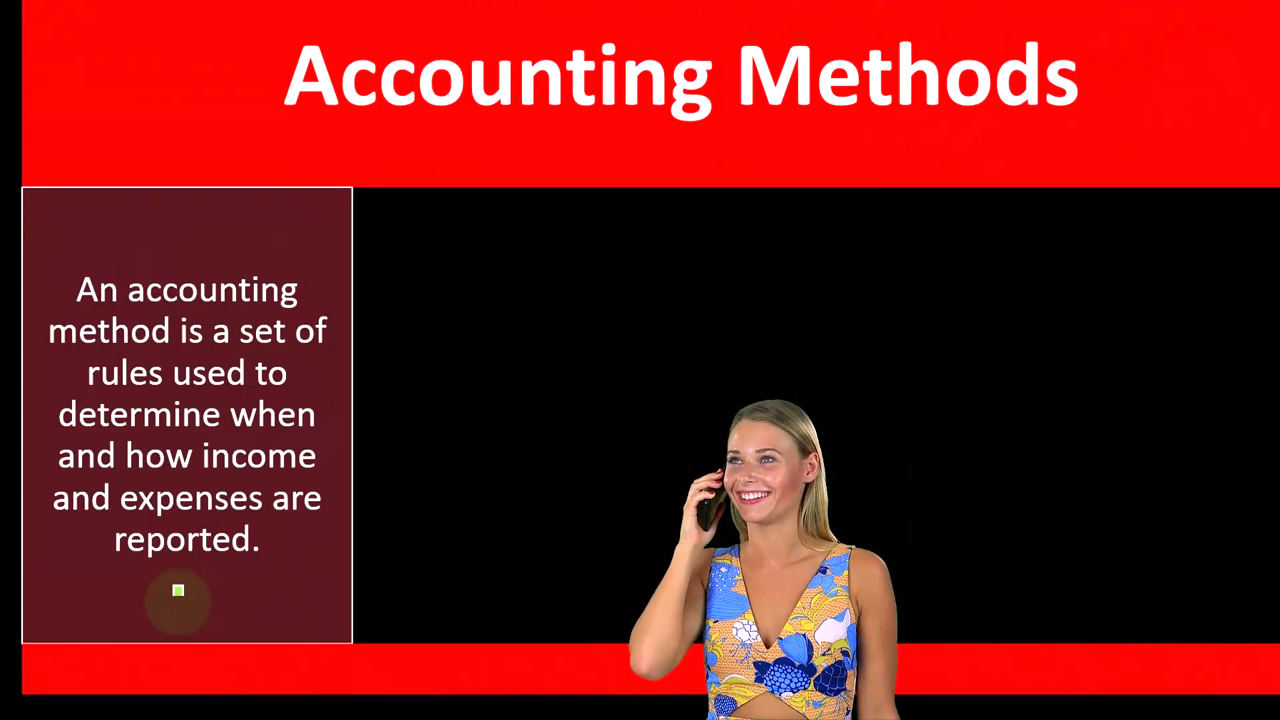 Accounting Methods
An accounting
method is a set of
rules used to
determine when
and how income
and expenses are
reported.